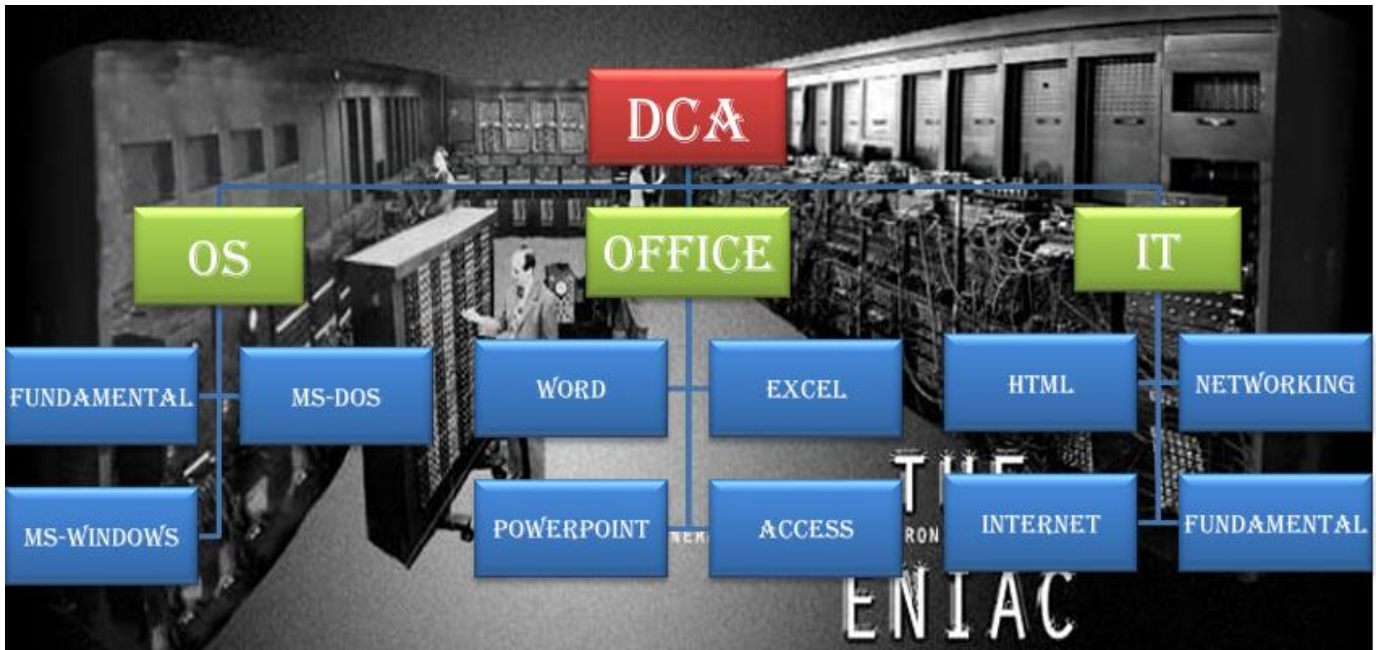 DCA
OS
OFFICE
IT
FUNDAMENTAL
MS-DOS
WORD
EXCEL
HTML
NETWORKING
MS-WINDOWS
POWERPOINT
ACCESS
INTERNET
FUNDAMENTAL
THE
ENIAC